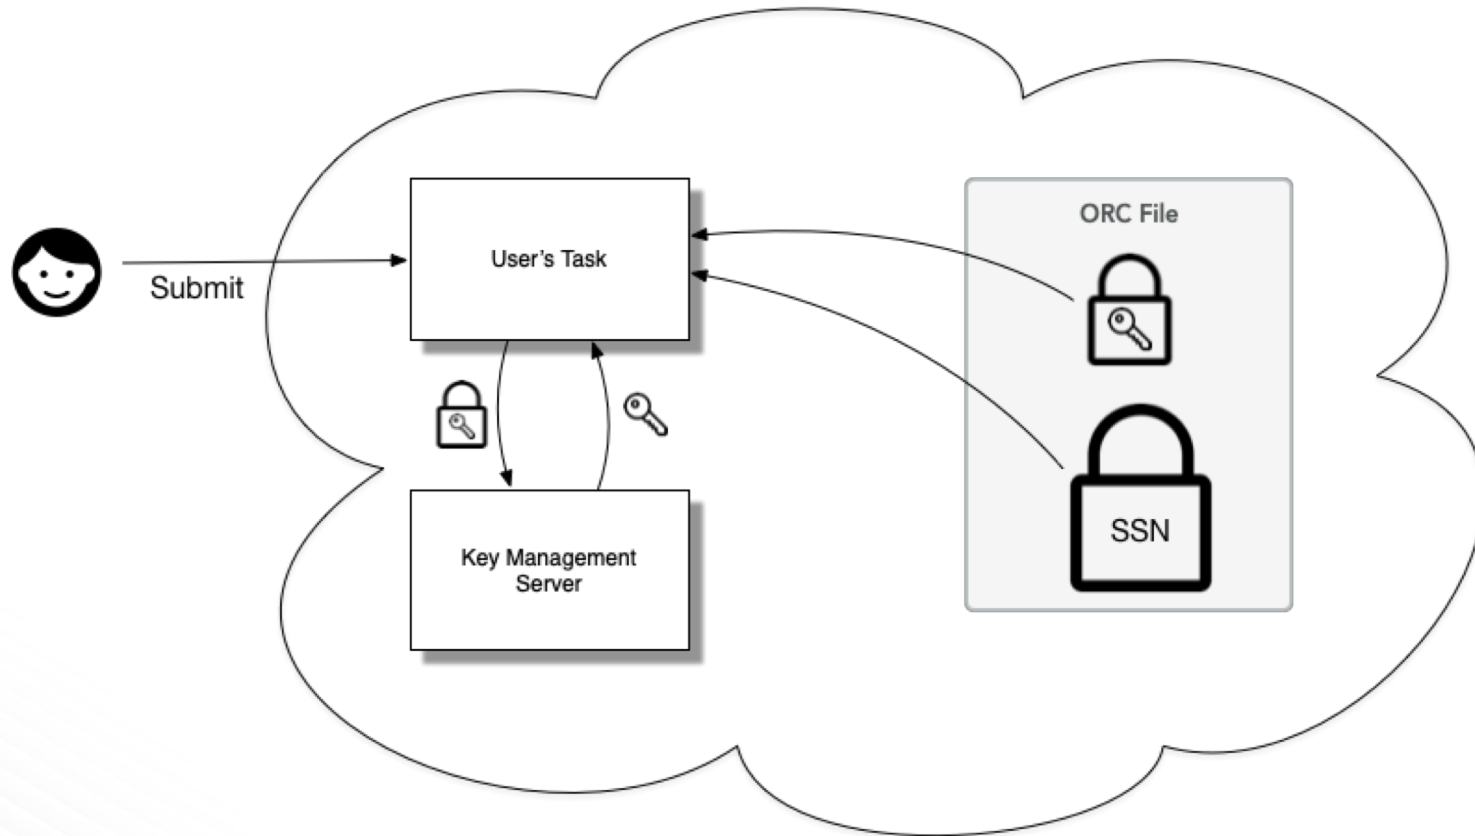 ORC File
User's Task
Submit
SSN
Key Management
Server